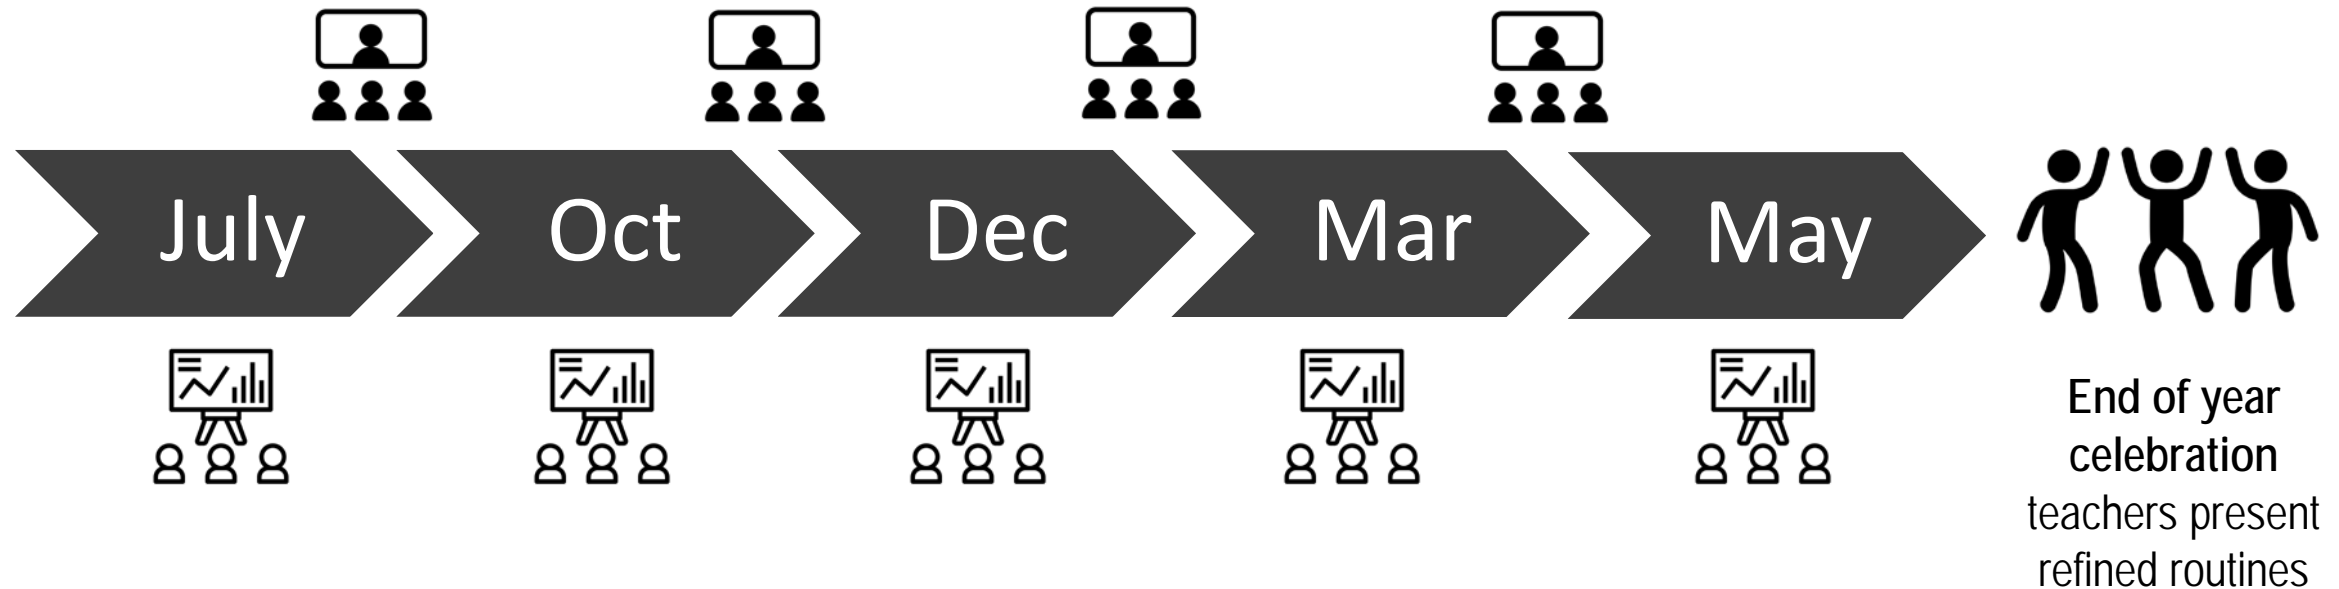 July
Oct
Dec
Mar
May
End of year
celebration
teachers present
refined routines